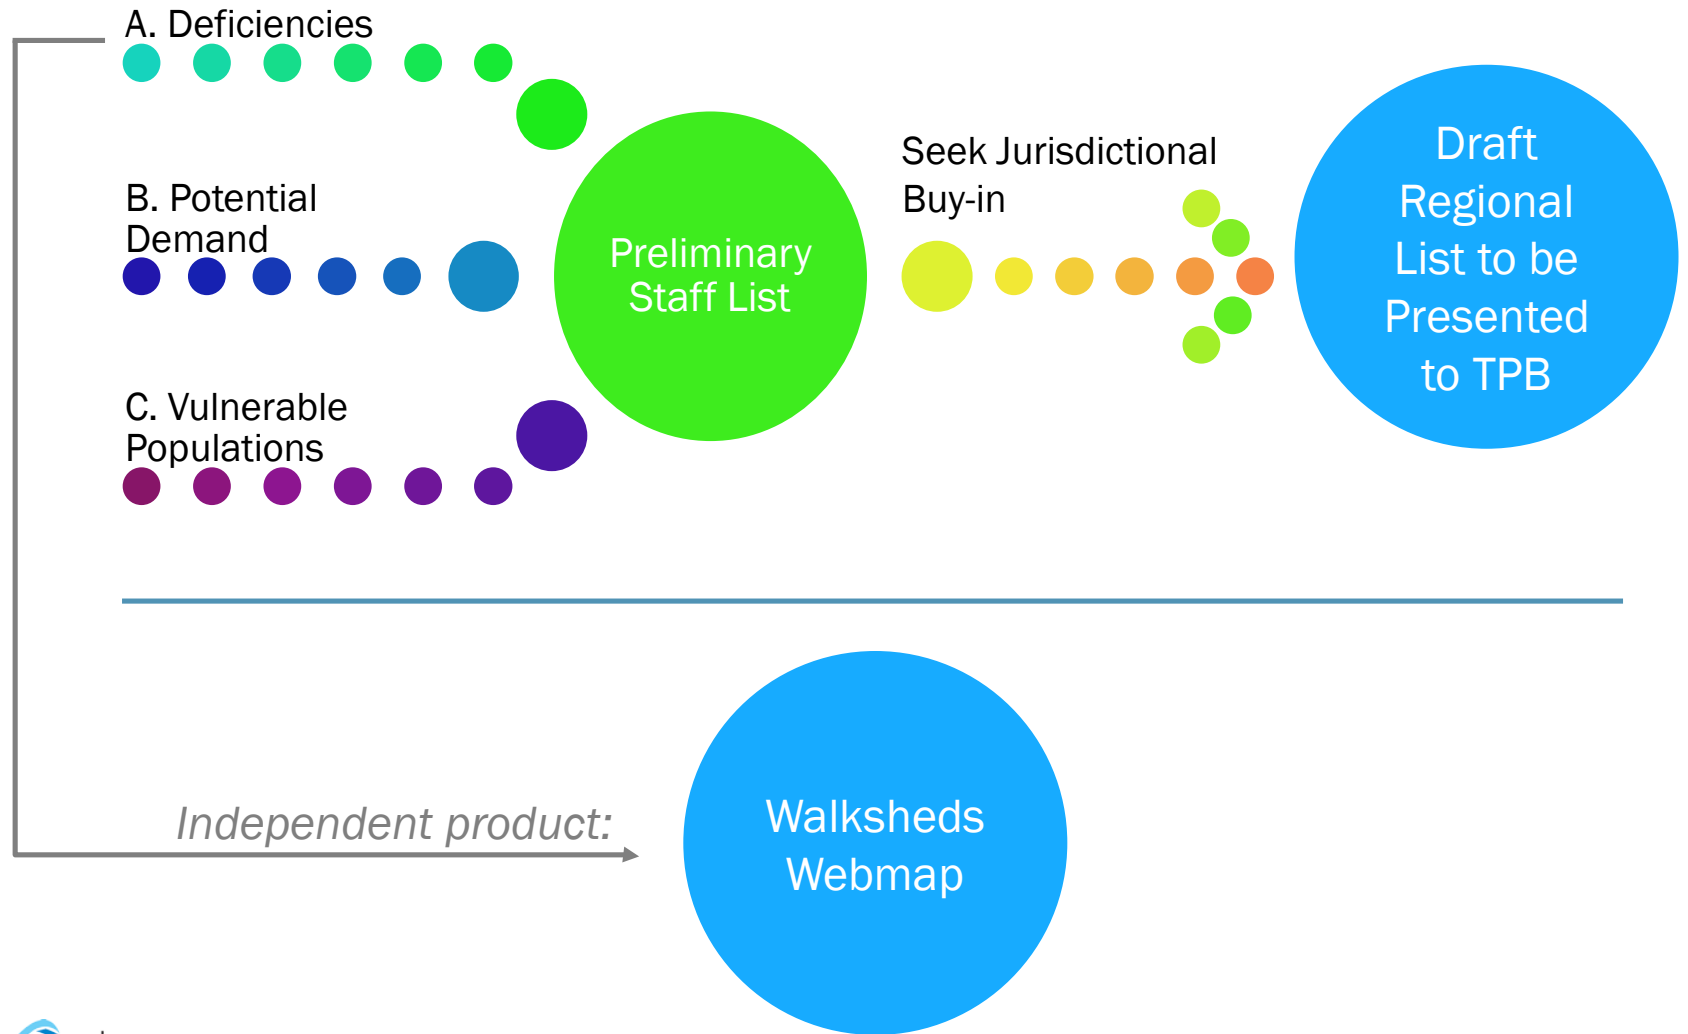 A. Deficiencies
B. Potential
Demand
C. Vulnerable
Populations
Preliminary
Staff List
Seek Jurisdictional
Buy-in
Draft
Regional
List to be
Presented
to TPB
Independent product:
Walksheds
Webmap